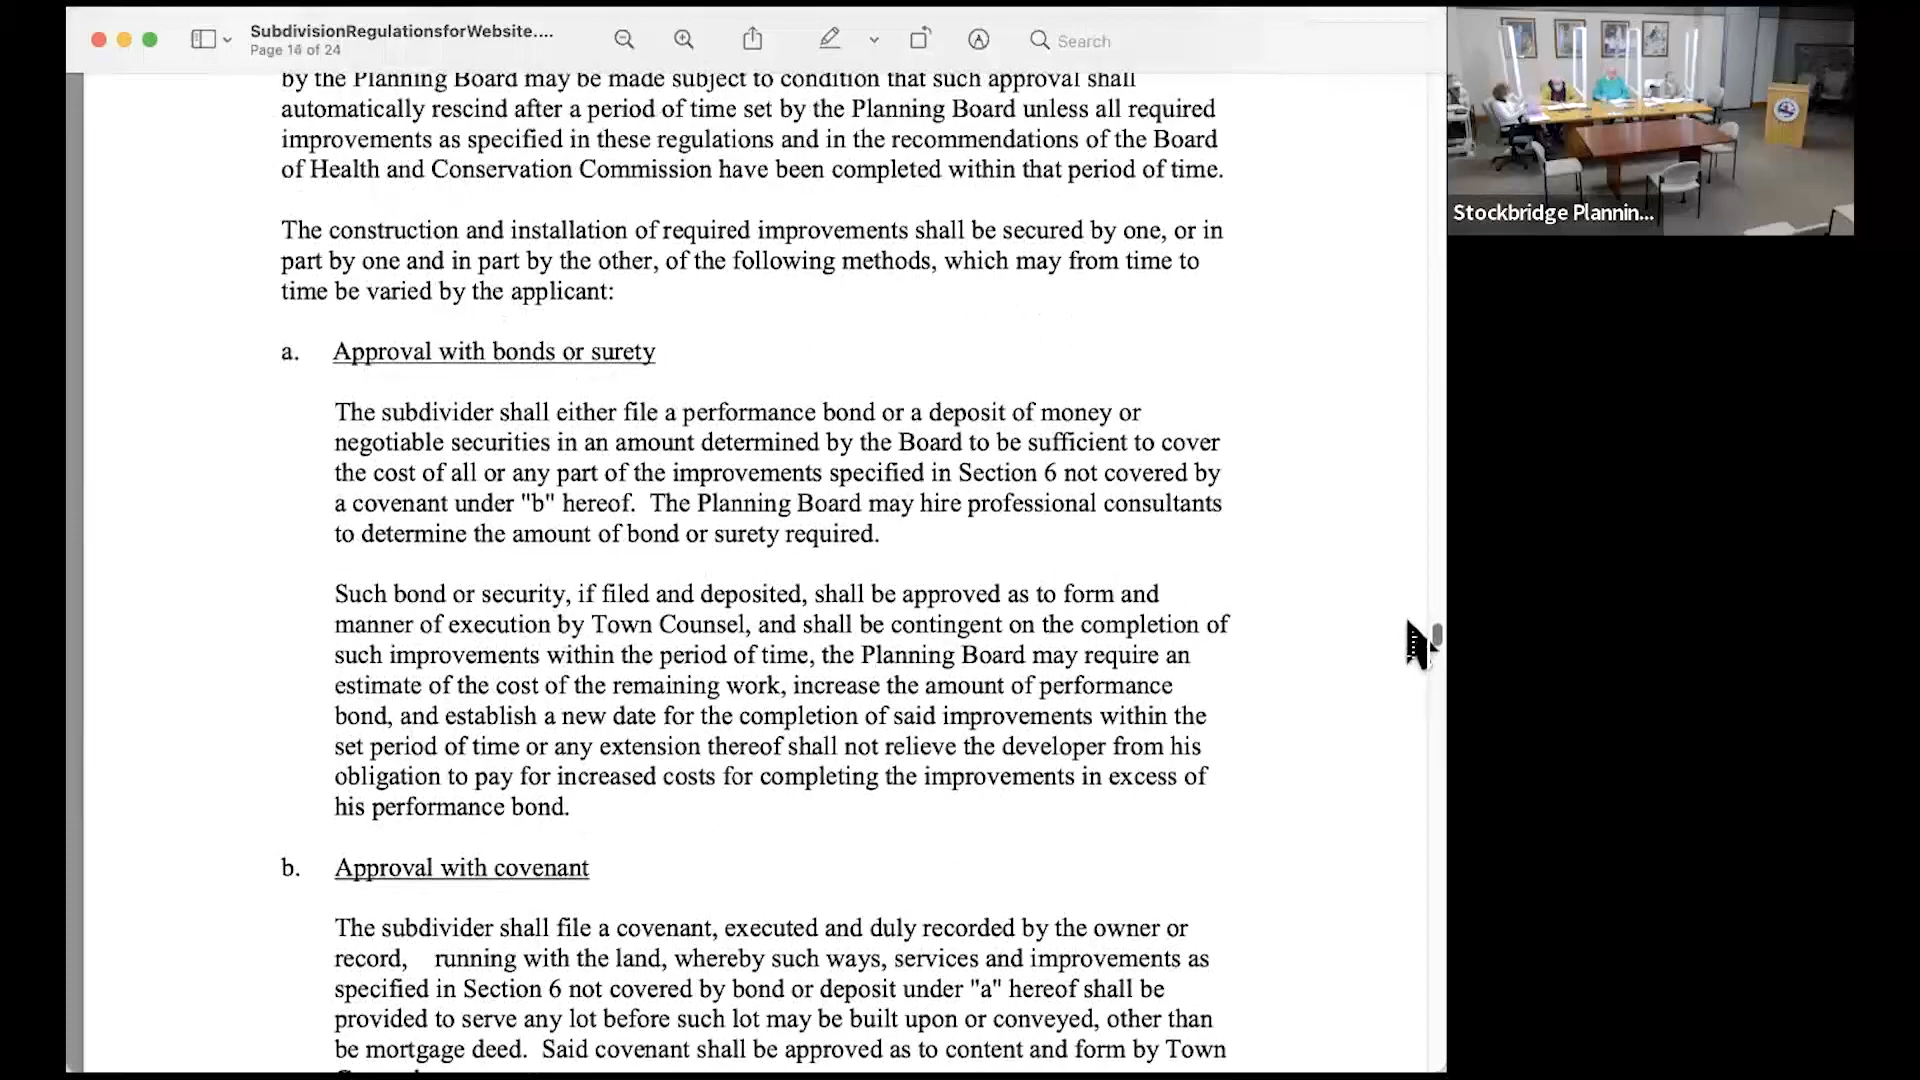 SubdivisionRegulationsforWebsite....
Page 14 of 24
Search
by the Planning Board may be made subject to condition that such approval shall
automatically rescind after a period of time set by the Planning Board unless all required
improvements as specified in these regulations and in the recommendations of the Board
of Health and Conservation Commission have been completed within that period of time.
The construction and installation of required improvements shall be secured by one, or in
part by one and in part by the other, of the following methods, which may from time to
time be varied by the applicant:
a. Approval with bonds or surety
The subdivider shall either file a performance bond or a deposit of money or
negotiable securities in an amount determined by the Board to be sufficient to cover
the cost of all or any part of the improvements specified in Section 6 not covered by
a covenant under "b" hereof. The Planning Board may hire professional consultants
to determine the amount of bond or surety required.
Such bond or security, if filed and deposited, shall be approved as to form and
manner of execution by Town Counsel, and shall be contingent on the completion of
such improvements within the period of time, the Planning Board may require an
estimate of the cost of the remaining work, increase the amount of performance
bond, and establish a new date for the completion of said improvements within the
set period of time or any extension thereof shall not relieve the developer from his
obligation to pay for increased costs for completing the improvements in excess of
his performance bond.
b. Approval with covenant
The subdivider shall file a covenant, executed and duly recorded by the owner or
record, running with the land, whereby such ways, services and improvements as
specified in Section 6 not covered by bond or deposit under "a" hereof shall be
provided to serve any lot before such lot may be built upon or conveyed, other than
be mortgage deed. Said covenant shall be approved as to content and form by Town
Stockbridge Plannin...